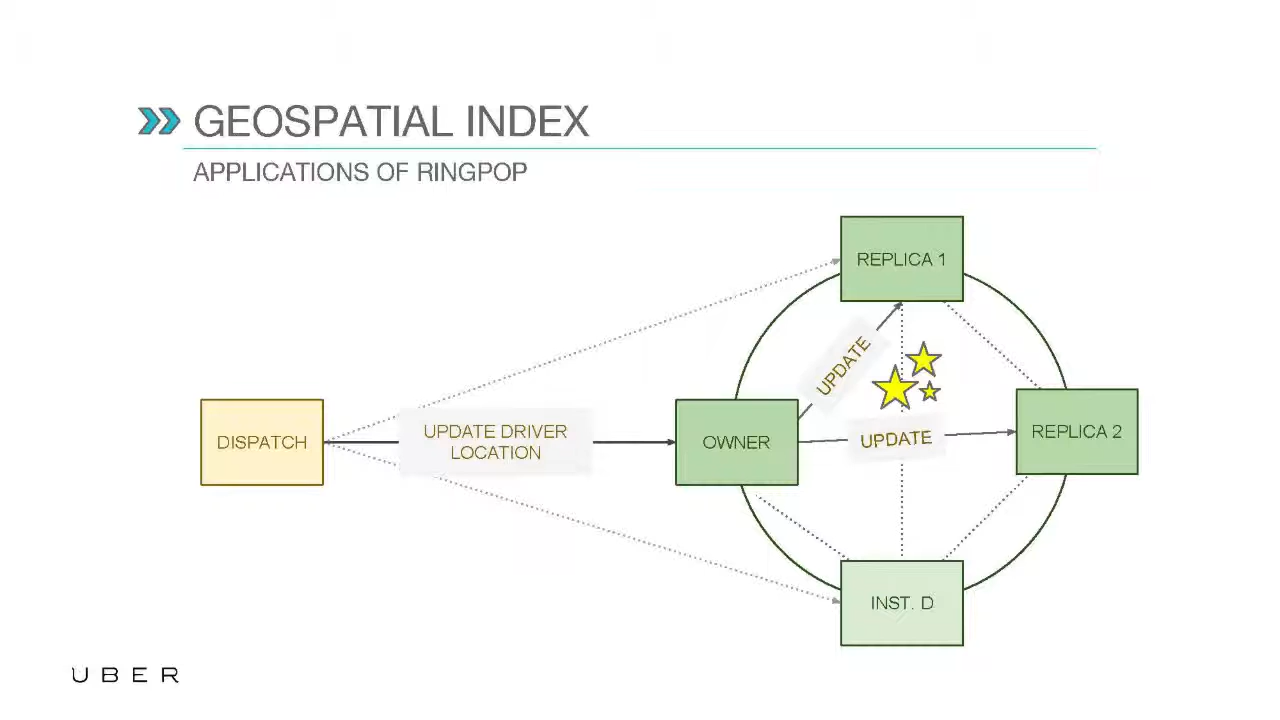 GEOSPATIAL INDEX
APPLICATIONS OF RINGPOP
REPLICA 1
UPDATE
DISPATCH
UPDATE DRIVER
LOCATION
OWNER
UPDATE
REPLICA 2
INST. D
UBER